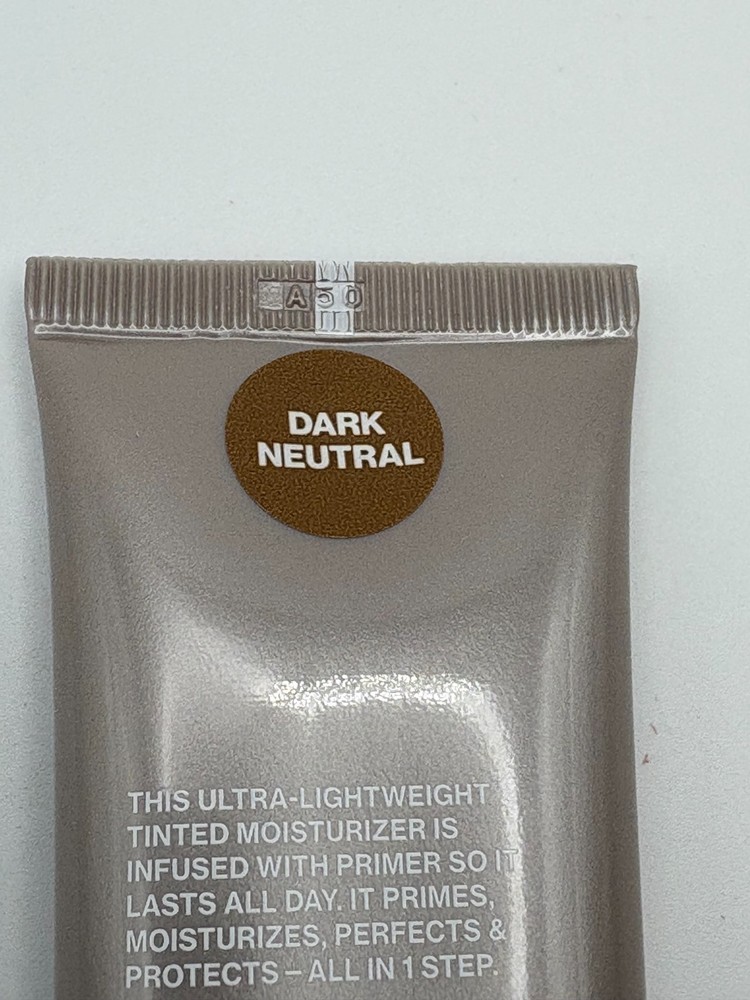 A50
DARK
NEUTRAL
THIS ULTRA-LIGHTWEIGHT
TINTED MOISTURIZER IS
INFUSED WITH PRIMER SO IT
LASTS ALL DAY. IT PRIMES,
MOISTURIZES, PERFECTS &
PROTECTS – ALL IN 1 STEP.